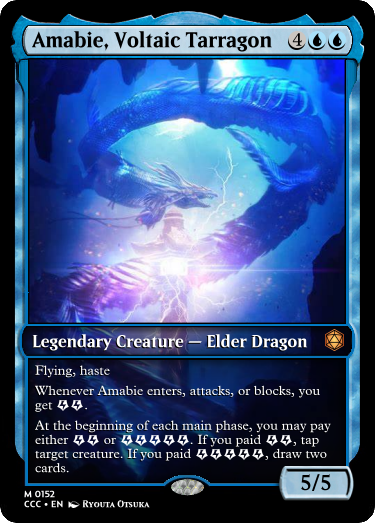 Amabie, Voltaic Tarragon 4
Legendary Creature — Elder Dragon
Flying, haste
Whenever Amabie enters, attacks, or blocks, you
get.
At the beginning of each main phase, you may pay
either or. If you paid, tap
target creature. If you paid, draw two
cards.
5/5
M 0152
CCC • EN Ryouta Otsuka